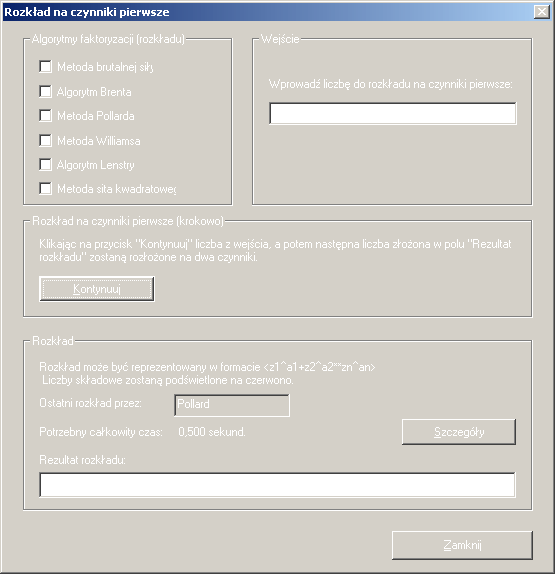 Rozkład na czynniki pierwsze
Algorytmy faktoryzacji (rozkładu)
Metoda brutalnej siły
Algorytm Brenta
Metoda Pollarda
Metoda Williamsa
Algorytm Lenstry
Metoda sita kwadratoweg
Wejście
Wprowadź liczbę do rozkładu na czynniki pierwsze:
Rozkład na czynniki pierwsze (krokowo)
Klikając na przycisk "Kontynuuj" liczba z wejścia, a potem następna liczba złożona w polu "Rezultat
rozkładu" zostaną rozłożone na dwa czynniki.
Kontynuuj
Rozkład
Rozkład może być reprezentowany w formacie <z1^a1+z2^a2**zn^an>
Liczby składowe zostaną podświetlone na czerwono.
Ostatni rozkład przez: Pollard
Potrzebny całkowity czas: 0,500 sekund.
Szczegóły
Rezultat rozkładu:
Zamknij